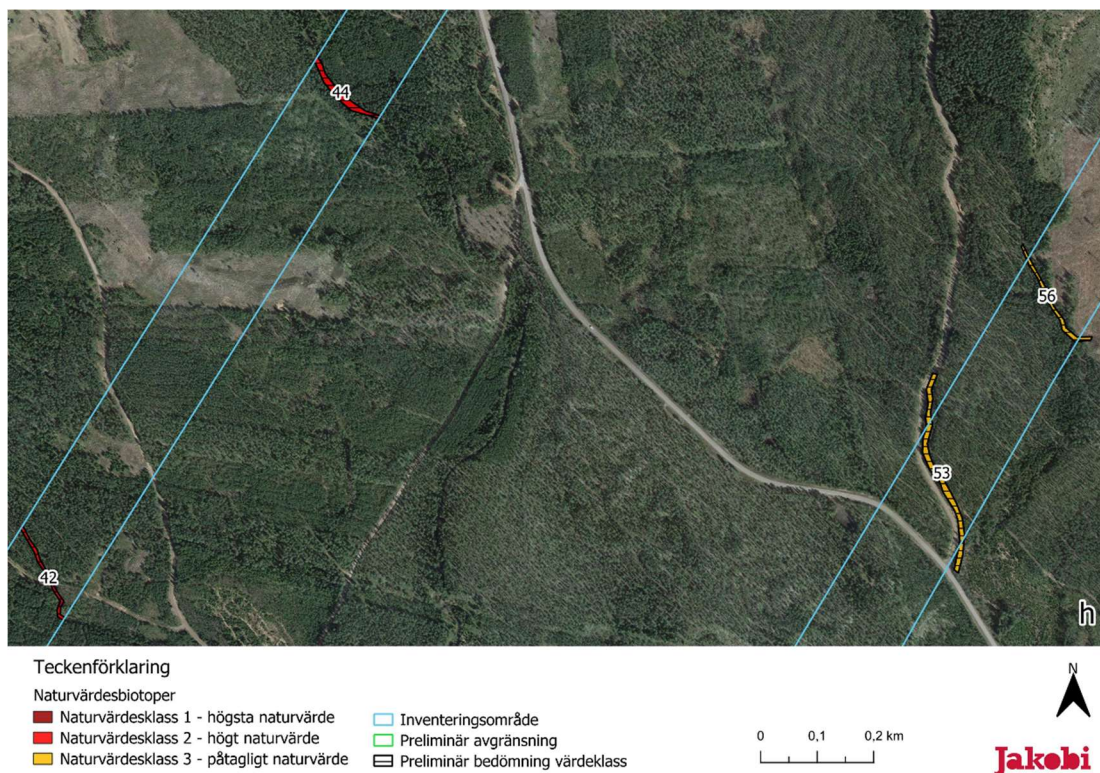 44
56
53
42
h
Teckenförklaring
Naturvärdesbiotoper
Naturvärdesklass 1 - högsta naturvärde
Naturvärdesklass 2 - högt naturvärde
Naturvärdesklass 3 - påtagligt naturvärde
Inventeringsområde
Preliminär avgränsning
Preliminär bedömning värdeklass
0 0,1 0,2 km
N
Jakobi